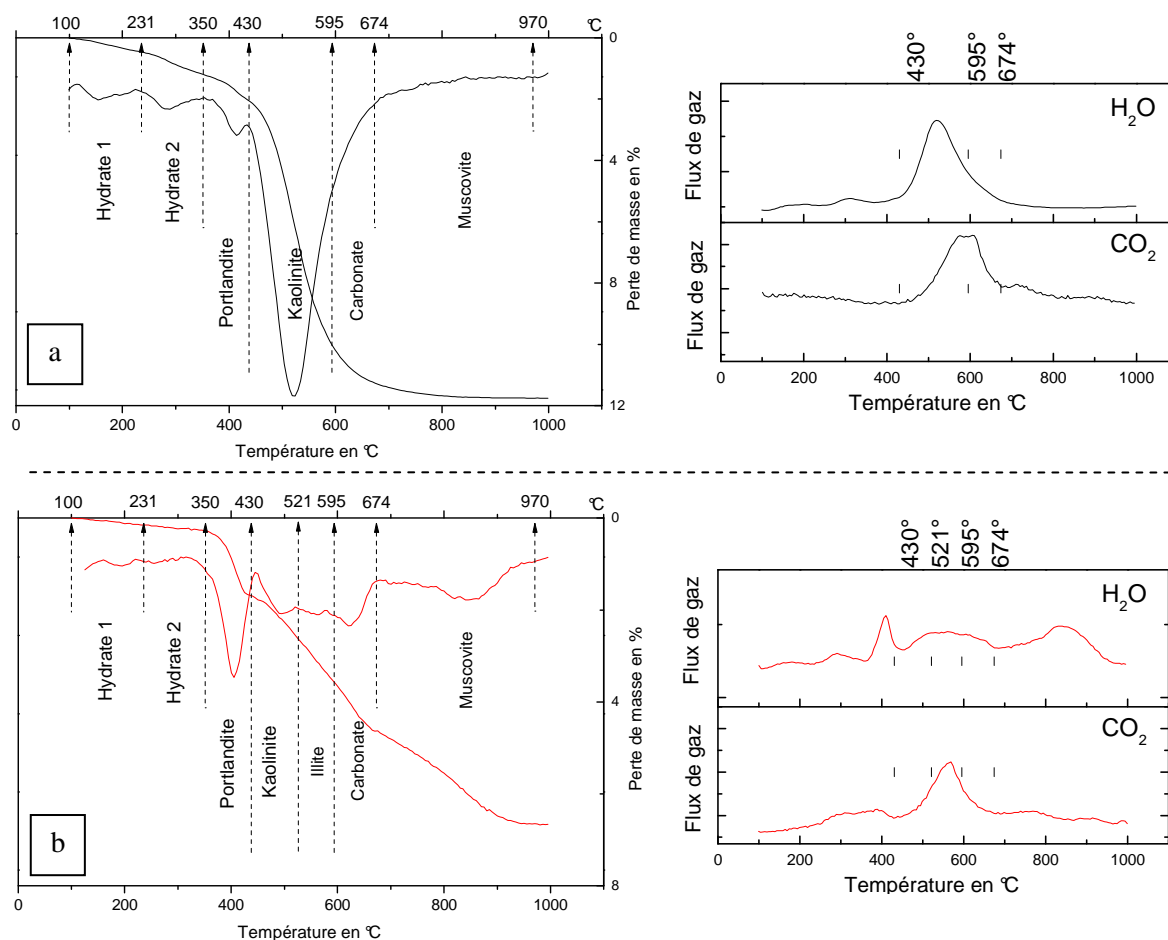 100 231 350 430 595 674 970 °C
Hydrate 1
Hydrate 2
Portlandite
Kaolinite
Carbonate
Muscovite
0
4
8
12
Perte de masse en %
a
0 200 400 600 800 1000
Température en °C
430°
595°
674°
H2O
Flux de gaz
CO2
Flux de gaz
0 200 400 600 800 1000
Température en °C
100 231 350 430 521 595 674 970 °C
Hydrate 1
Hydrate 2
Portlandite
Kaolinite
Illite
Carbonate
Muscovite
0
4
8
Perte de masse en %
b
0 200 400 600 800 1000
Température en °C
430°
521°
595°
674°
H2O
Flux de gaz
CO2
Flux de gaz
0 200 400 600 800 1000
Température en °C